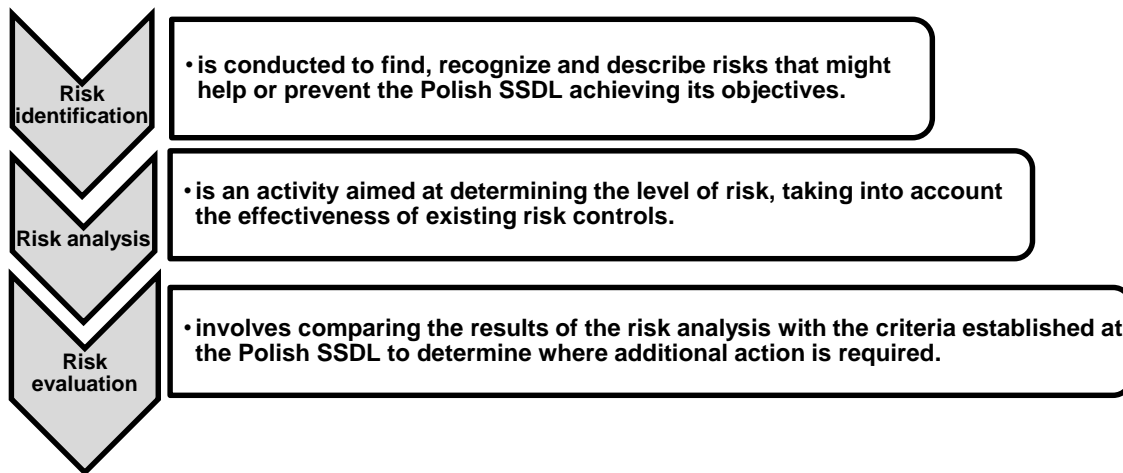 Risk
identification
• is conducted to find, recognize and describe risks that might
help or prevent the Polish SSDL achieving its objectives.
Risk analysis
• is an activity aimed at determining the level of risk, taking into account
the effectiveness of existing risk controls.
Risk
evaluation
• involves comparing the results of the risk analysis with the criteria established at
the Polish SSDL to determine where additional action is required.